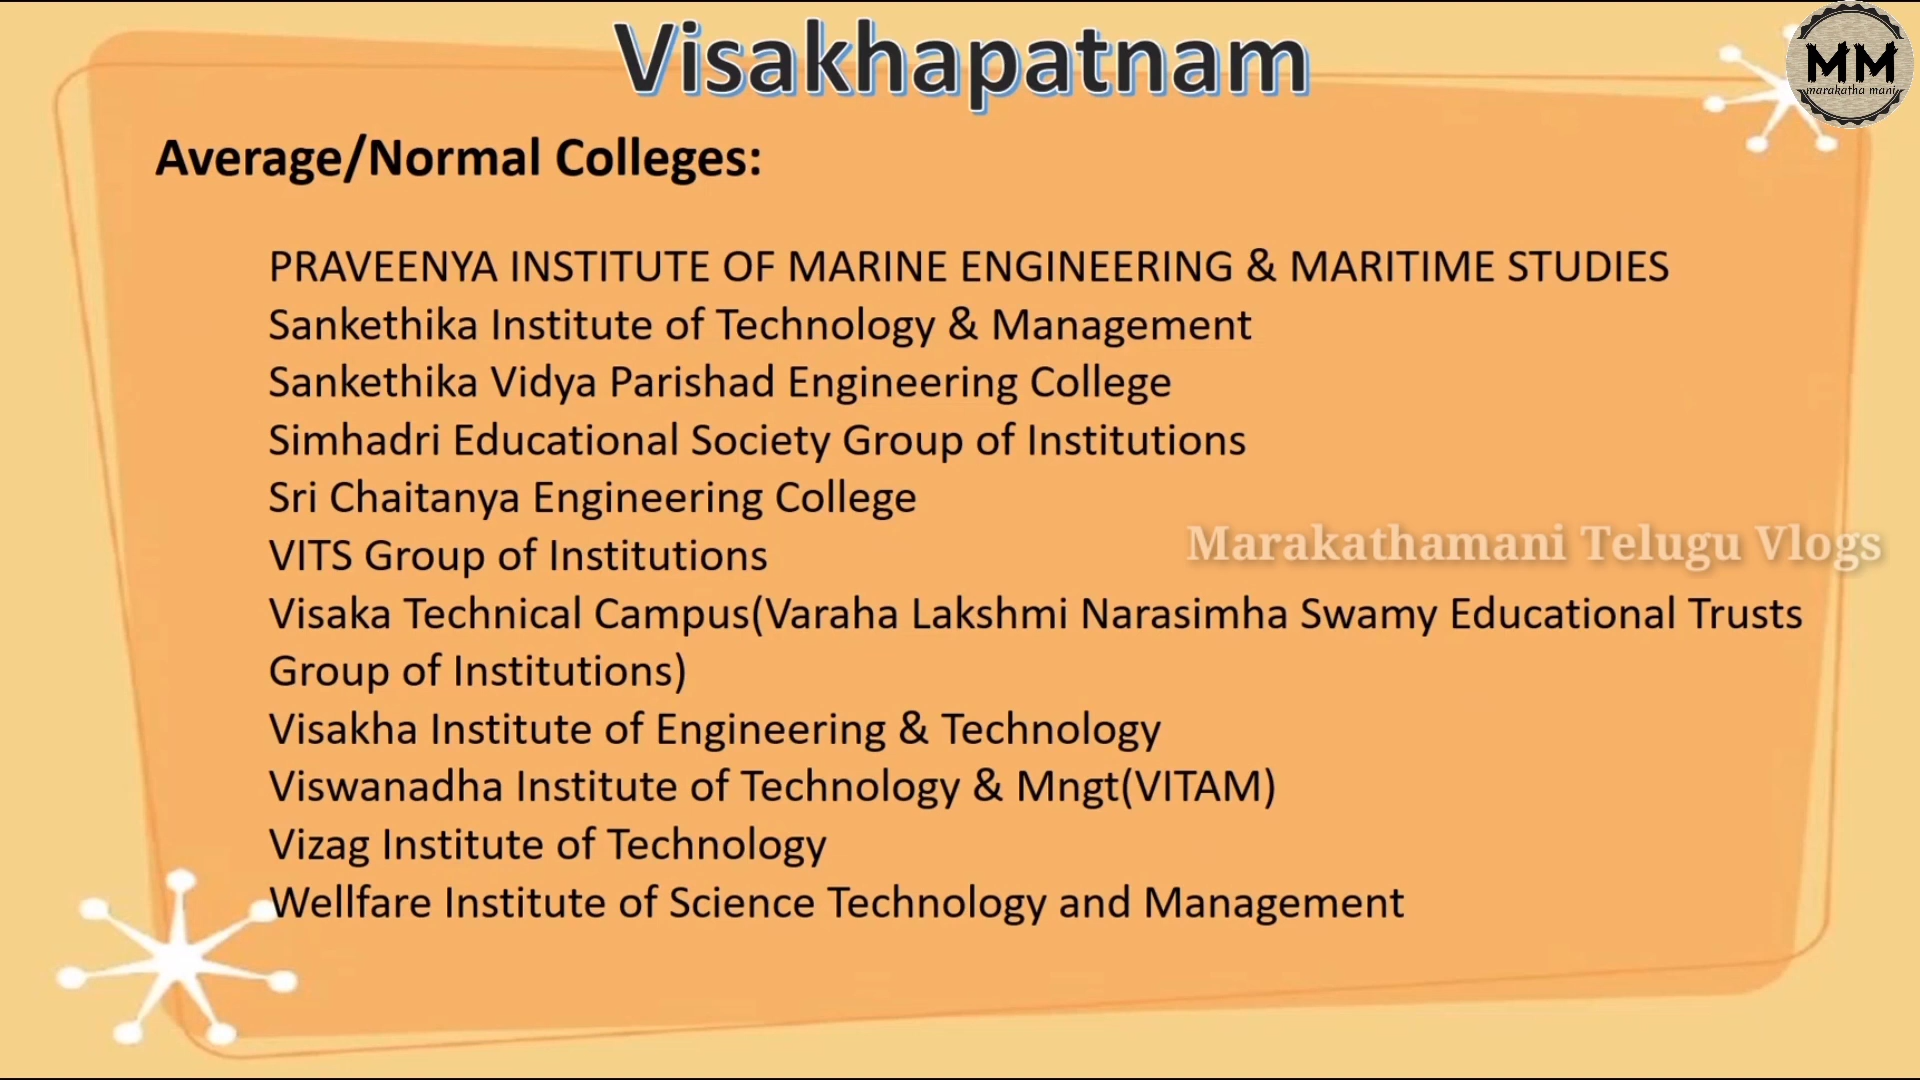 Visakhapatnam
MM
marakatha mani
Average/Normal Colleges:
PRAVEENYA INSTITUTE OF MARINE ENGINEERING & MARITIME STUDIES
Sankethika Institute of Technology & Management
Sankethika Vidya Parishad Engineering College
Simhadri Educational Society Group of Institutions
Sri Chaitanya Engineering College
VITS Group of Institutions
Marakathamani Telugu Vlogs
Visaka Technical Campus(Varaha Lakshmi Narasimha Swamy Educational Trusts
Group of Institutions)
Visakha Institute of Engineering & Technology
Viswanadha Institute of Technology & Mngt(VITAM)
Vizag Institute of Technology
Wellfare Institute of Science Technology and Management